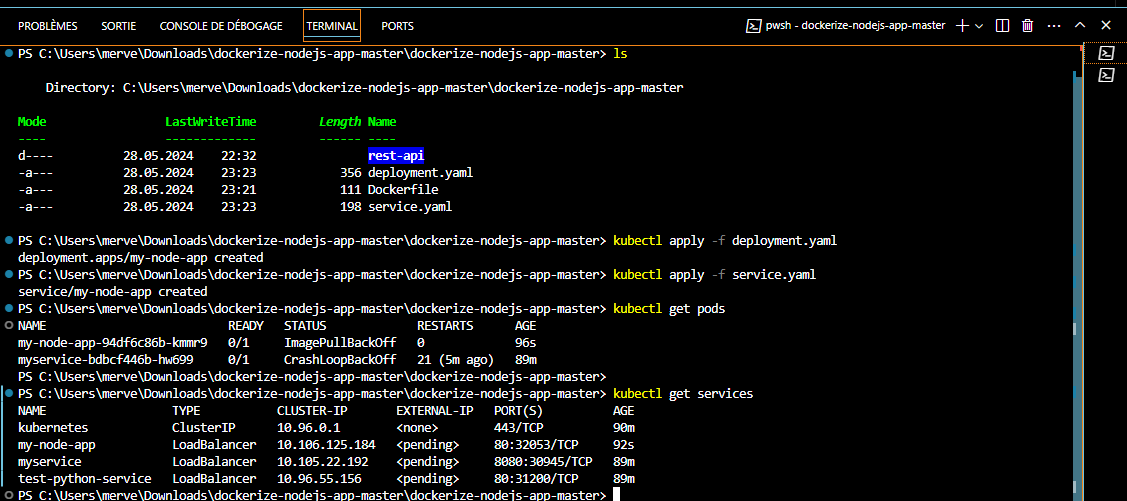 PROBLÈMES SORTIE CONSOLE DE DÉBOGAGE TERMINAL PORTS pwsh - dockerize-nodejs-app-master
PS C:\Users\merve\Downloads\dockerize-nodejs-app-master\dockerize-nodejs-app-master> ls
Directory: C:\Users\merve\Downloads\dockerize-nodejs-app-master\dockerize-nodejs-app-master
Mode LastWriteTime Length Name
---- ------------- ------ ----
d---- 28.05.2024 22:32 rest-api
-a--- 28.05.2024 23:23 356 deployment.yaml
-a--- 28.05.2024 23:21 111 Dockerfile
-a--- 28.05.2024 23:23 198 service.yaml
PS C:\Users\merve\Downloads\dockerize-nodejs-app-master\dockerize-nodejs-app-master> kubectl apply -f deployment.yaml
deployment.apps/my-node-app created
PS C:\Users\merve\Downloads\dockerize-nodejs-app-master\dockerize-nodejs-app-master> kubectl apply -f service.yaml
service/my-node-app created
PS C:\Users\merve\Downloads\dockerize-nodejs-app-master\dockerize-nodejs-app-master> kubectl get pods
NAME READY STATUS RESTARTS AGE
my-node-app-94df6c86b-kmmr9 0/1 ImagePullBackOff 0 96s
myservice-bdbcf446b-hw699 0/1 CrashLoopBackOff 21 (5m ago) 89m
PS C:\Users\merve\Downloads\dockerize-nodejs-app-master\dockerize-nodejs-app-master>
PS C:\Users\merve\Downloads\dockerize-nodejs-app-master\dockerize-nodejs-app-master> kubectl get services
NAME TYPE CLUSTER-IP EXTERNAL-IP PORT(S) AGE
kubernetes ClusterIP 10.96.0.1 <none> 443/TCP 90m
my-node-app LoadBalancer 10.106.125.184 <pending> 80:32053/TCP 92s
myservice LoadBalancer 10.105.22.192 <pending> 8080:30945/TCP 89m
test-python-service LoadBalancer 10.96.55.156 <pending> 80:31200/TCP 89m
PS C:\Users\merve\Downloads\dockerize-nodejs-app-master\dockerize-nodejs-app-master>